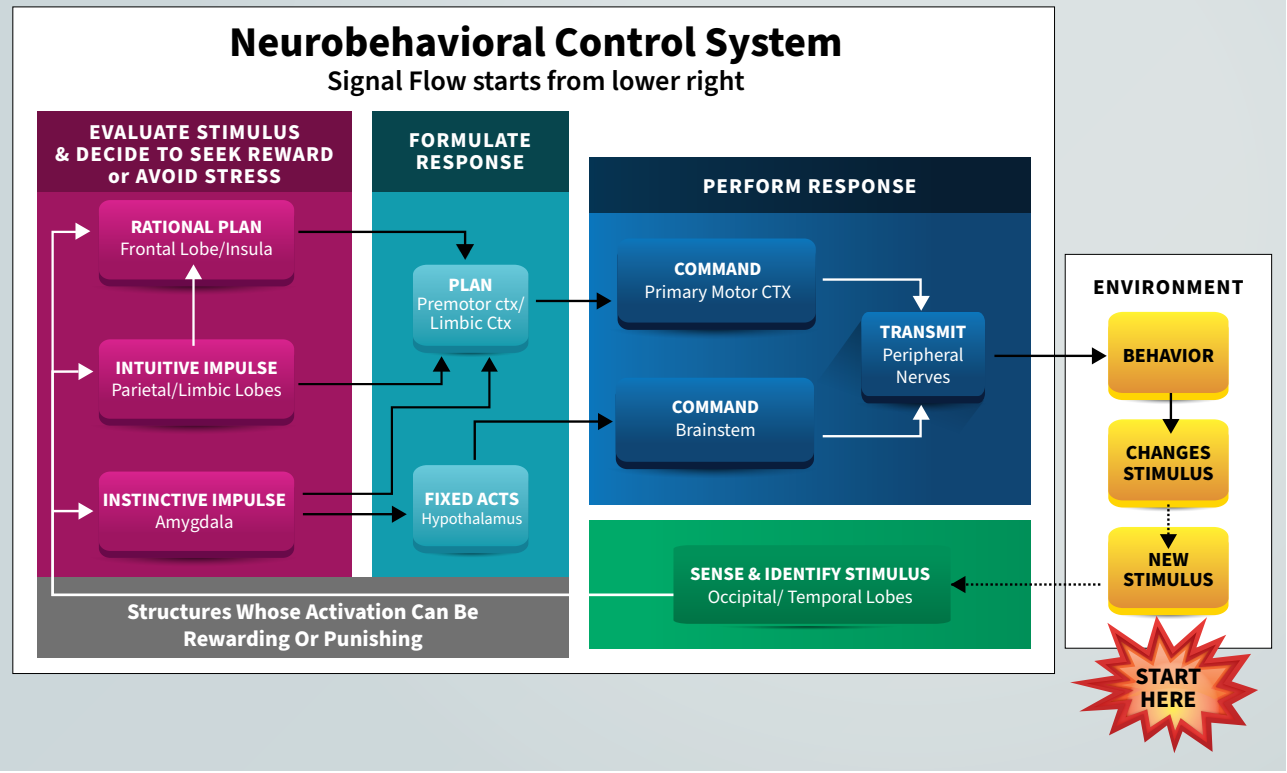 Neurobehavioral Control System
Signal Flow starts from lower right
EVALUATE STIMULUS
& DECIDE TO SEEK REWARD
or AVOID STRESS
RATIONAL PLAN
Frontal Lobe/Insula
INTUITIVE IMPULSE
Parietal/Limbic Lobes
INSTINCTIVE IMPULSE
Amygdala
FORMULATE
RESPONSE
PLAN
Premotor ctx/
Limbic Ctx
FIXED ACTS
Hypothalamus
Structures Whose Activation Can Be
Rewarding Or Punishing
PERFORM RESPONSE
COMMAND
Primary Motor CTX
COMMAND
Brainstem
TRANSMIT
Peripheral
Nerves
SENSE & IDENTIFY STIMULUS
Occipital/ Temporal Lobes
ENVIRONMENT
BEHAVIOR
CHANGES
STIMULUS
NEW
STIMULUS
START
HERE